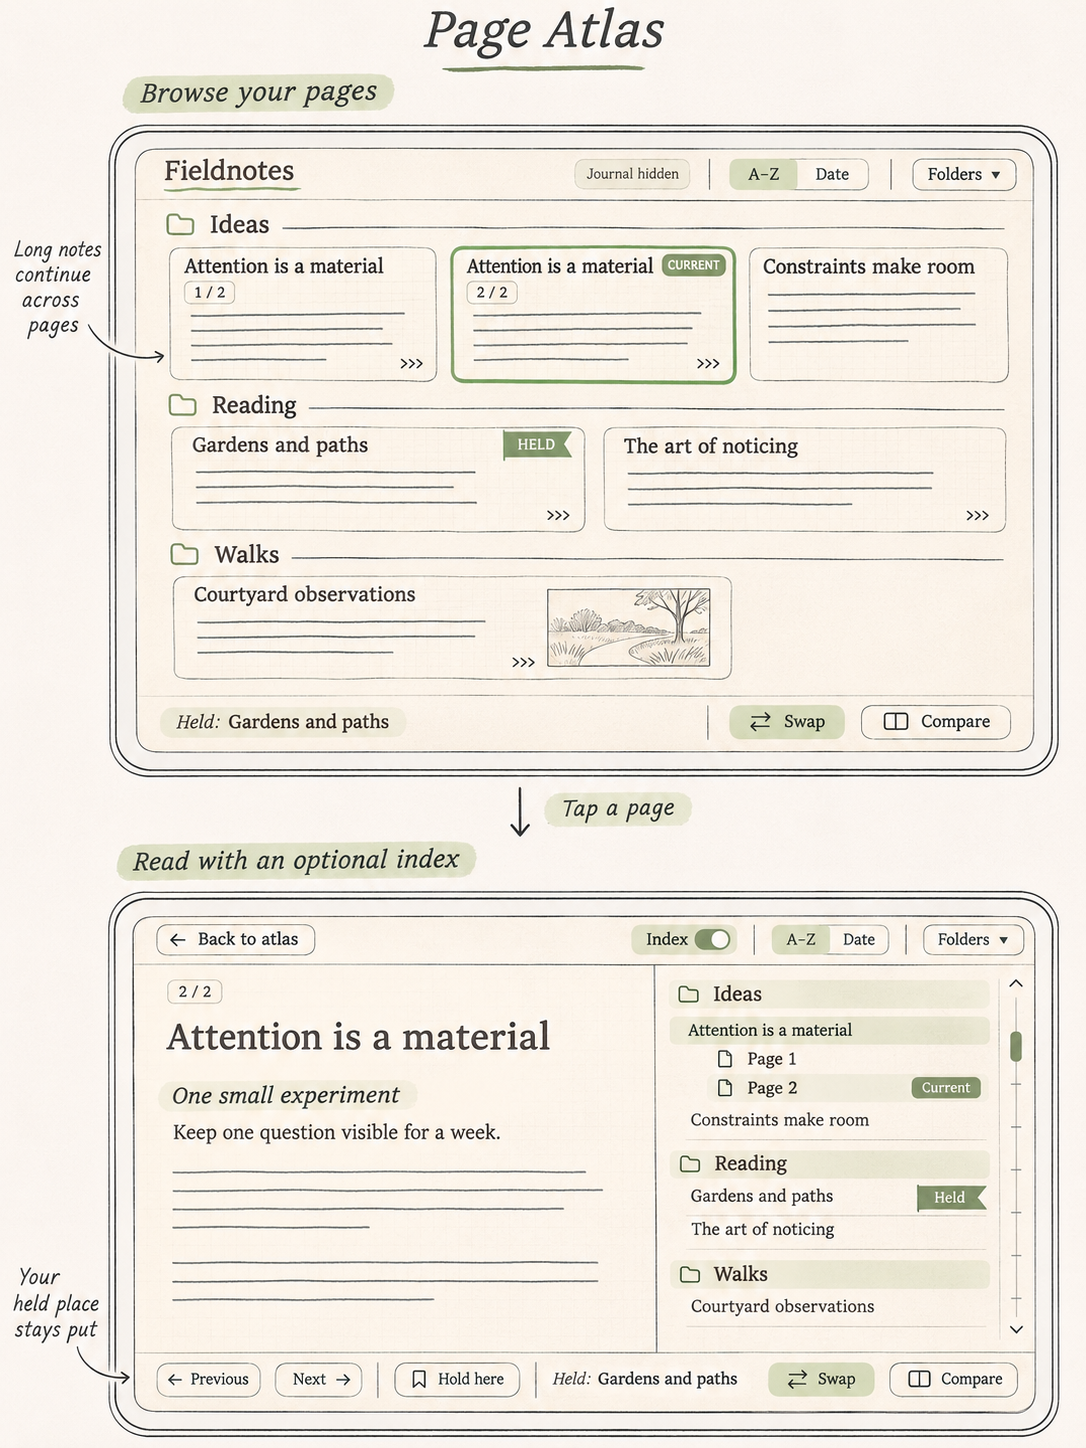 Page Atlas
Browse your pages
Fieldnotes
Journal hidden
A–Z
Date
Folders ▼
Ideas
Long notes
continue
across
pages
Attention is a material
1 / 2
>>>
Attention is a material
CURRENT
2 / 2
>>>
Constraints make room
Reading
Gardens and paths
HELD
>>>
The art of noticing
>>>
Walks
Courtyard observations
>>>
Held: Gardens and paths
Swap
Compare
Tap a page
Read with an optional index
← Back to atlas
Index
A–Z
Date
Folders ▼
2 / 2
Attention is a material
One small experiment
Keep one question visible for a week.
Ideas
Attention is a material
Page 1
Page 2
Current
Constraints make room
Reading
Gardens and paths
Held
The art of noticing
Walks
Courtyard observations
Your
held place
stays put
← Previous
Next →
Hold here
Held: Gardens and paths
Swap
Compare